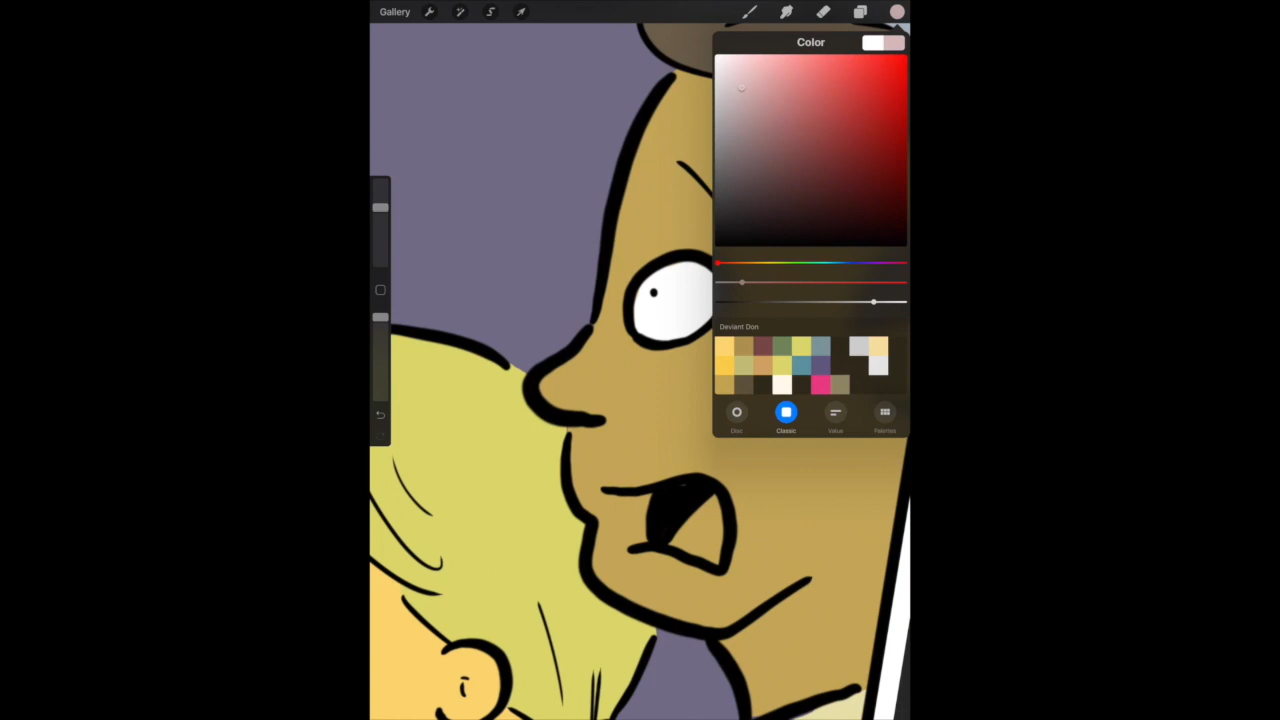 Gallery
Color
Deviant Don
Disc
Classic
Value
Palettes